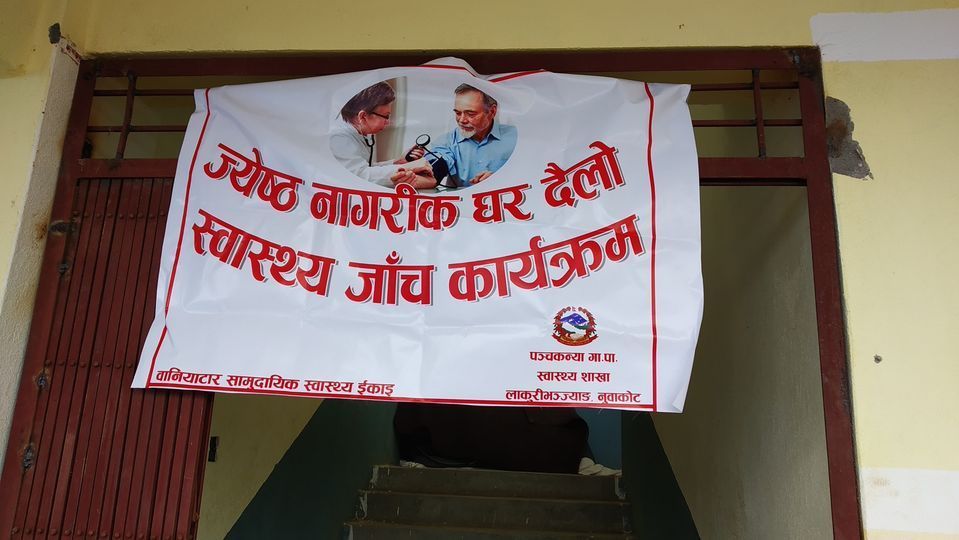 ज्येष्ठ नागरीक घर दैलो
स्वास्थ्य जाँच कार्यक्रम
पञ्चकन्या गा.पा.
स्वास्थ्य शाखा
लाकुरीभञ्ज्याङ, नुवाकोट
वानियाटार सामुदायिक स्वास्थ्य ईकाइ